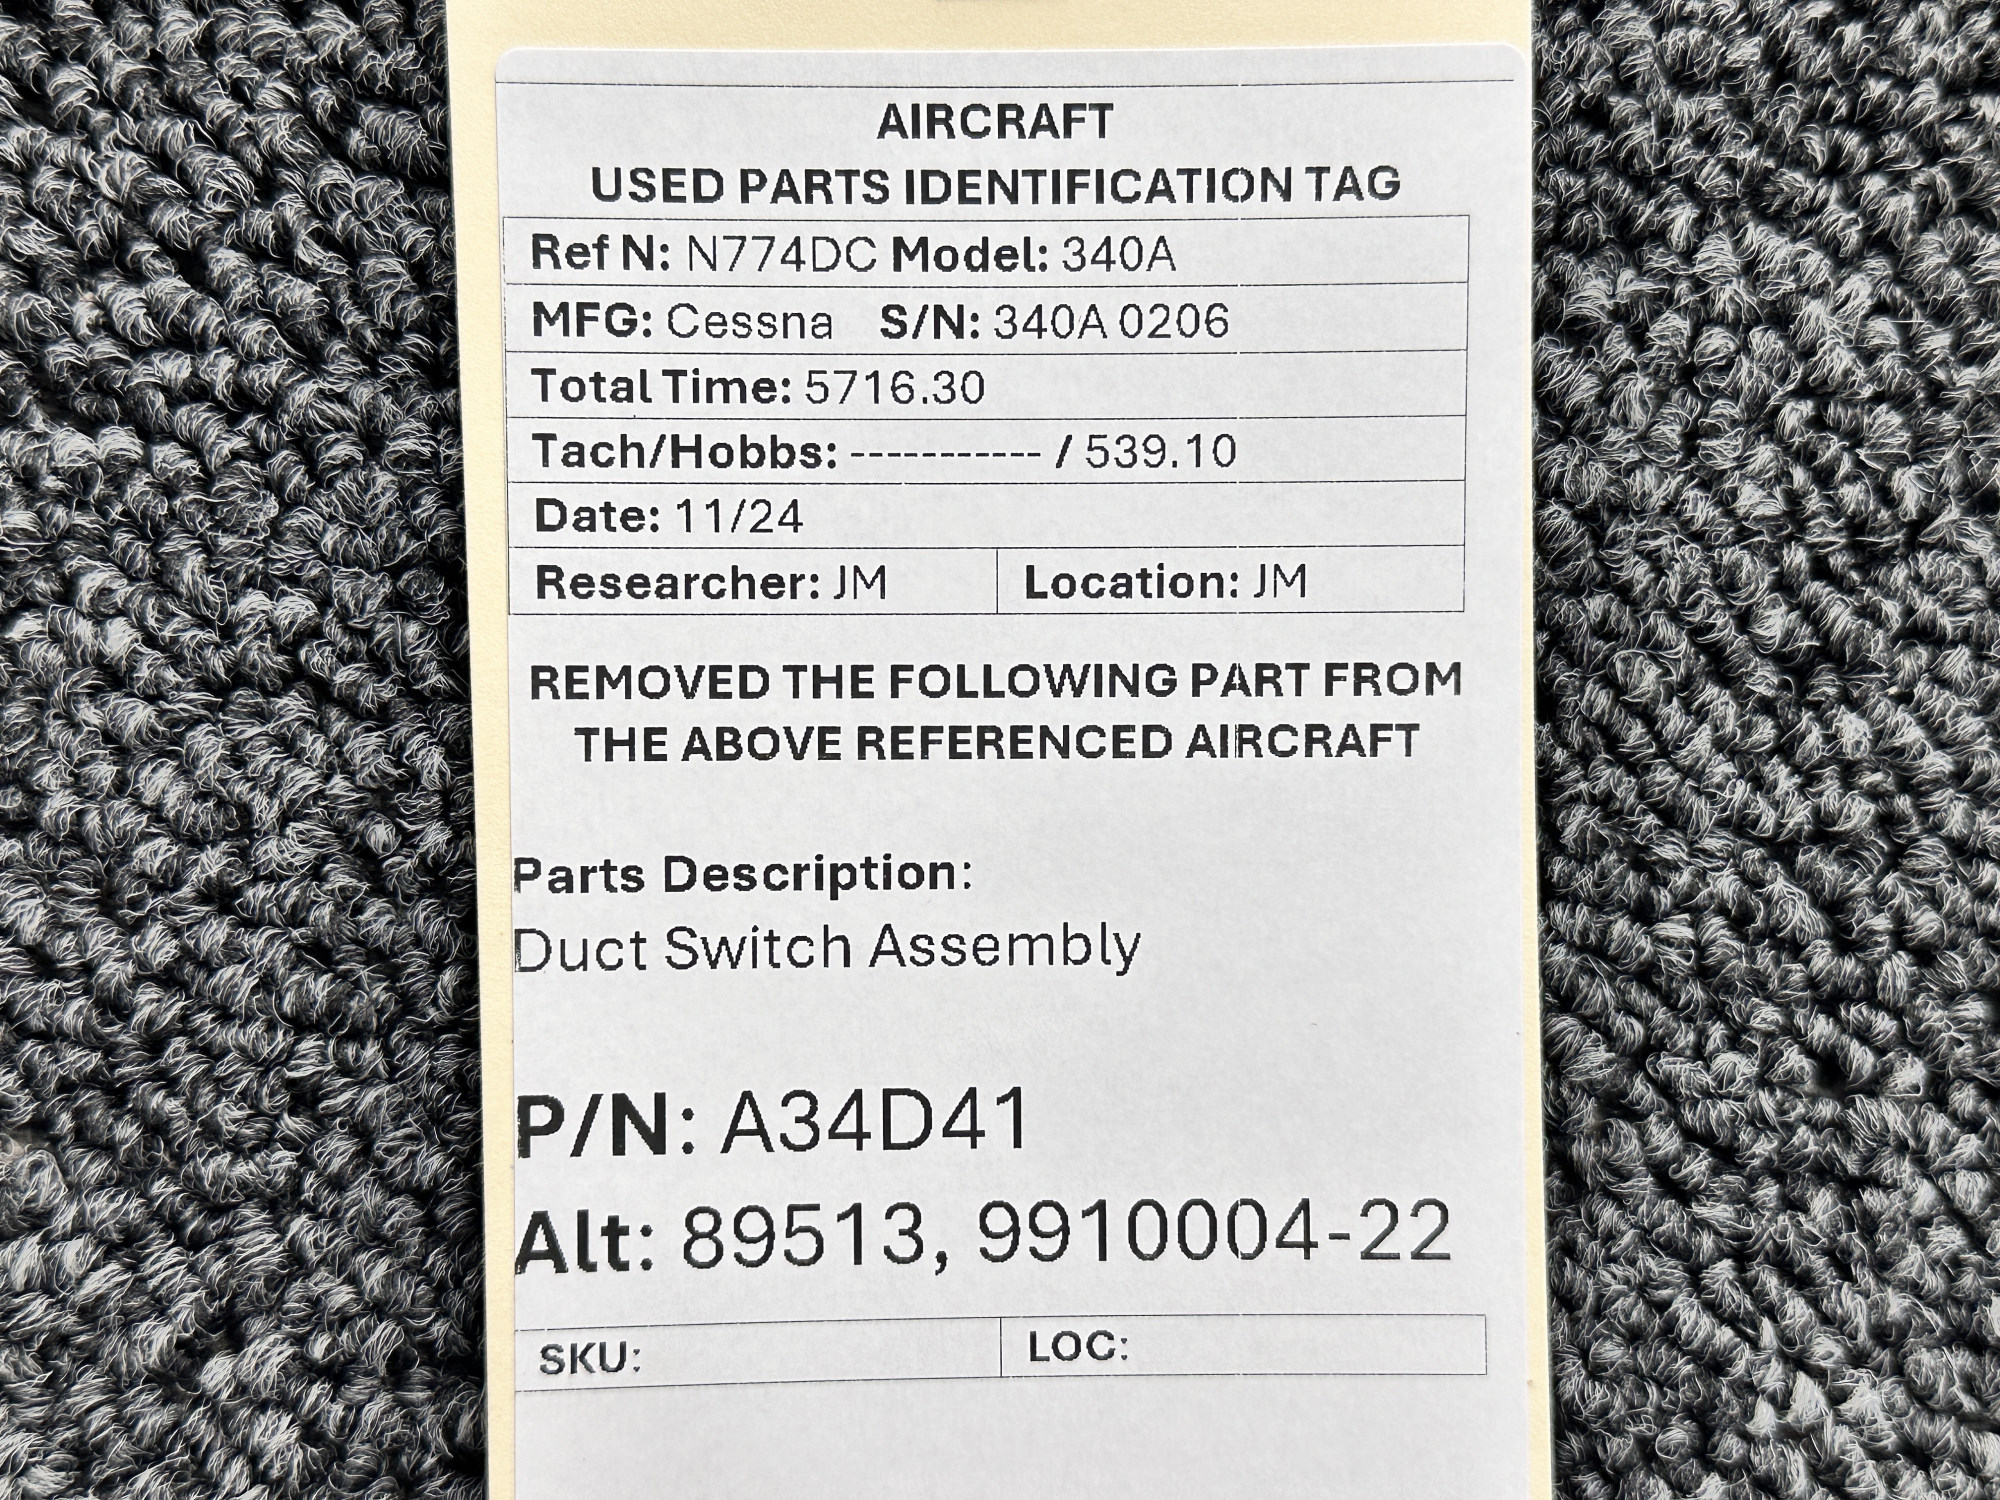 AIRCRAFT
USED PARTS IDENTIFICATION TAG
Ref N: N774DC Model: 340A
MFG: Cessna S/N: 340A 0206
Total Time: 5716.30
Tach/Hobbs: ----------- / 539.10
Date: 11/24
Researcher: JM Location: JM
REMOVED THE FOLLOWING PART FROM
THE ABOVE REFERENCED AIRCRAFT
Parts Description:
Duct Switch Assembly
P/N: A34D41
Alt: 89513, 9910004-22
SKU: LOC: